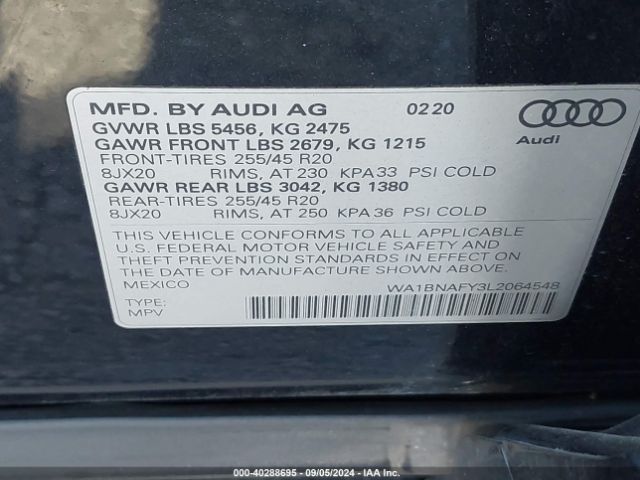 MFD. BY AUDI AG 0220
GVWR LBS 5456, KG 2475
GAWR FRONT LBS 2679, KG 1215
FRONT-TIRES 255/45 R20
8JX20 RIMS, AT 230 KPA33 PSI COLD
GAWR REAR LBS 3042, KG 1380
REAR-TIRES 255/45 R20
8JX20 RIMS, AT 250 KPA36 PSI COLD
Audi
THIS VEHICLE CONFORMS TO ALL APPLICABLE
U.S. FEDERAL MOTOR VEHICLE SAFETY AND
THEFT PREVENTION STANDARDS IN EFFECT ON
THE DATE OF MANUFACTURE SHOWN ABOVE.
MEXICO
WA1BNAFY3L2064548
TYPE:
MPV
000-40288695 - 09/05/2024 - IAAI.COM